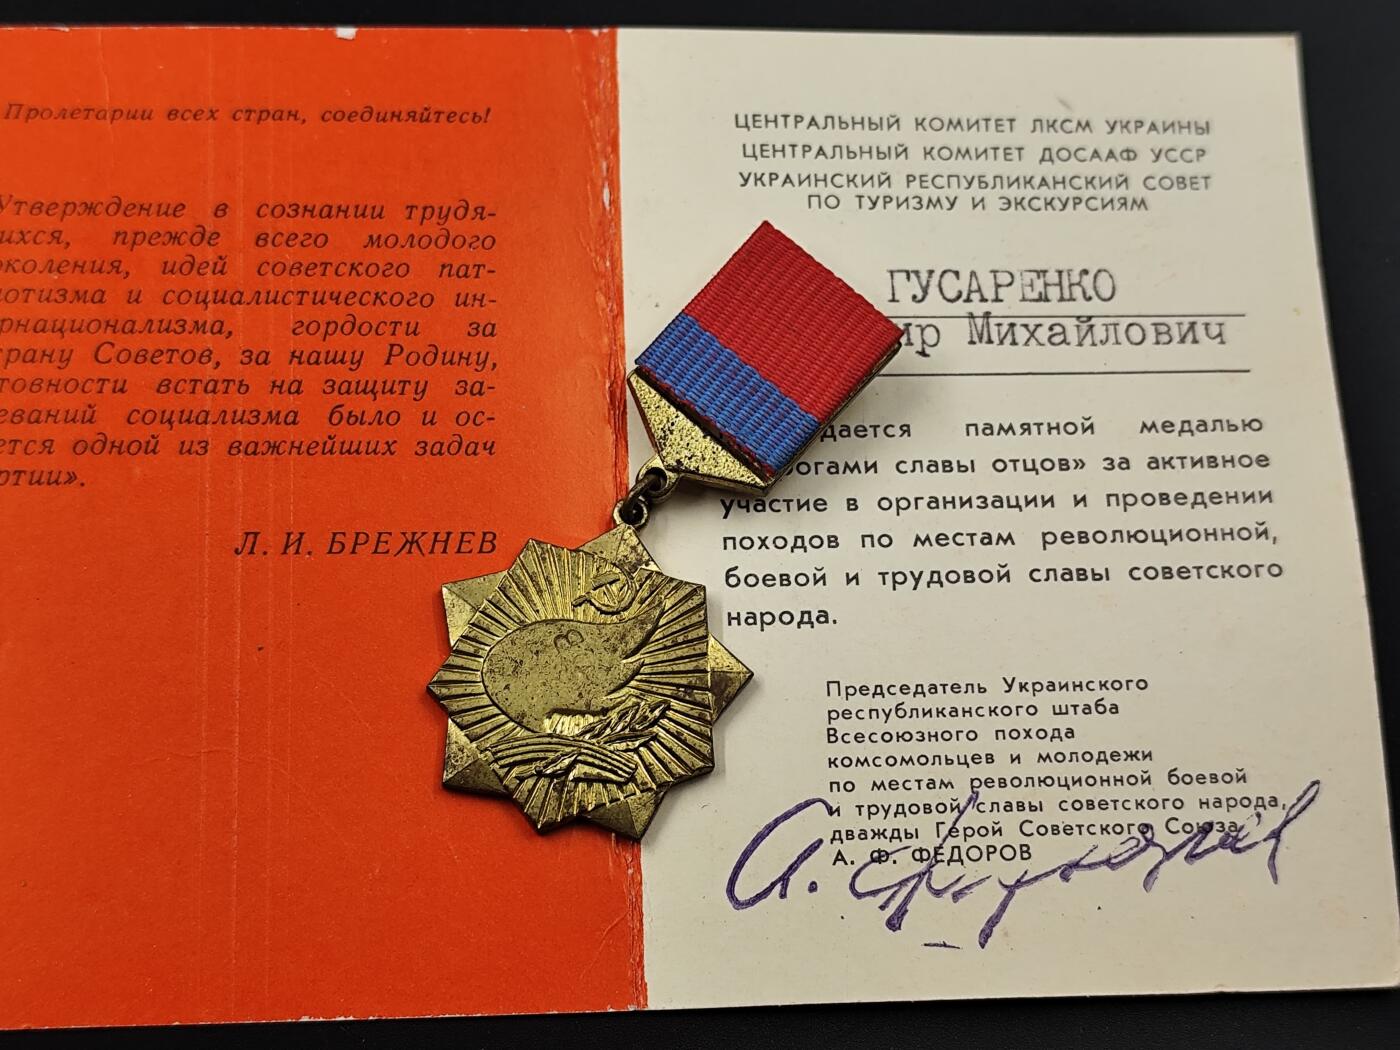 Пролетарии всех стран, соединяйтесь!
Утверждение в сознании трудя-
ихся, прежде всего молодого
околения, идей советского пат-
иотизма и социалистического ин-
рнационализма, гордости за
рану Советов, за нашу Родину,
товности встать на защиту за-
еваний социализма было и ос-
ется одной из важнейших задач
ртии».
Л. И. БРЕЖНЕВ
ЦЕНТРАЛЬНЫЙ КОМИТЕТ ЛКСМ УКРАИНЫ
ЦЕНТРАЛЬНЫЙ КОМИТЕТ ДОСААФ УССР
УКРАИНСКИЙ РЕСПУБЛИКАНСКИЙ СОВЕТ
ПО ТУРИЗМУ И ЭКСКУРСИЯМ
ГУСАРЕНКО
ир Михайлович
дается памятной медалью
огами славы отцов» за активное
участие в организации и проведении
походов по местам революционной,
боевой и трудовой славы советского
народа.
Председатель Украинского
республиканского штаба
Всесоюзного похода
комсомольцев и молодежи
по местам революционной боевой
и трудовой славы советского народа,
дважды Герой Советского Союза
А. Ф. ФЕДОРОВ